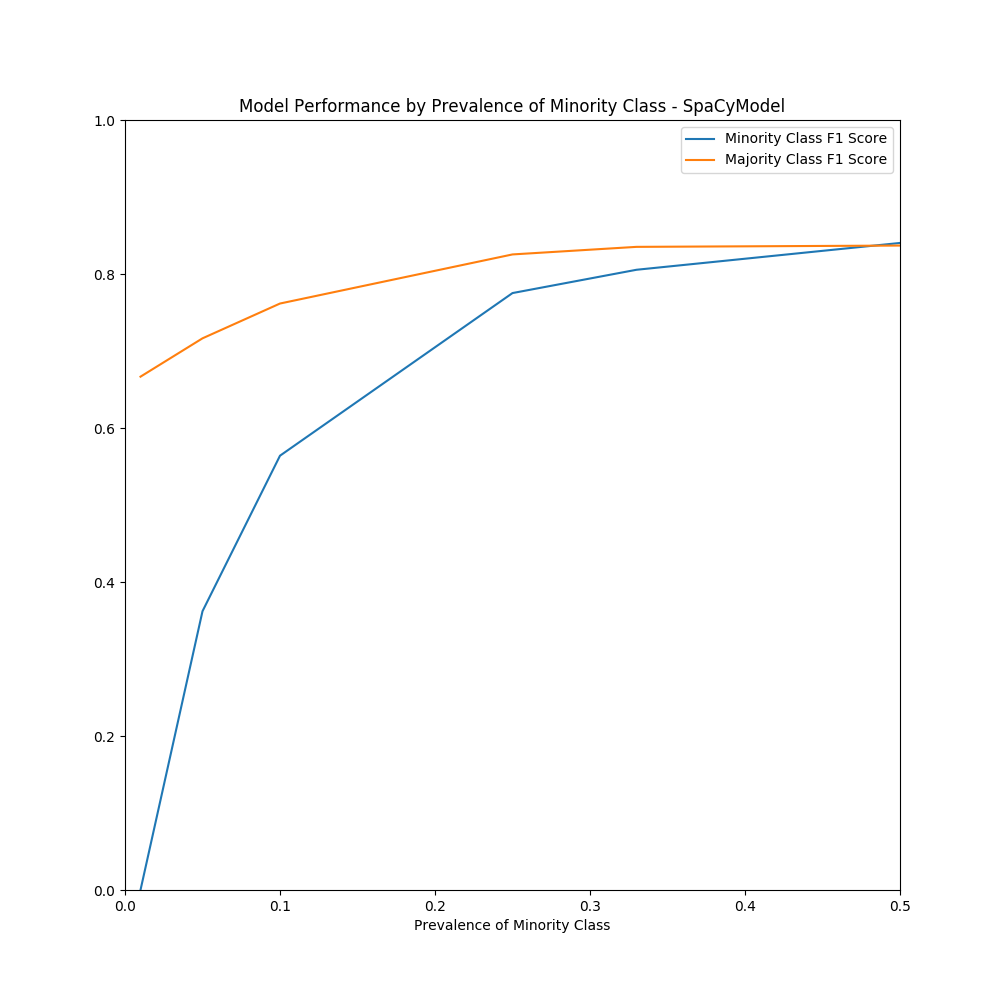 Model Performance by Prevalence of Minority Class - SpaCyModel
Minority Class F1 Score
Majority Class F1 Score
1.0
0.8
0.6
0.4
0.2
0.0
0.0 0.1 0.2 0.3 0.4 0.5
Prevalence of Minority Class